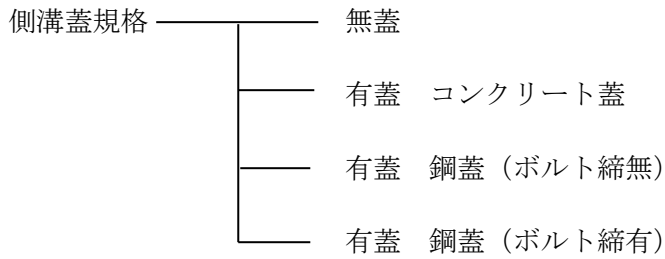 側溝蓋規格 無蓋
有蓋 コンクリート蓋
有蓋 鋼蓋（ボルト締無）
有蓋 鋼蓋（ボルト締有）